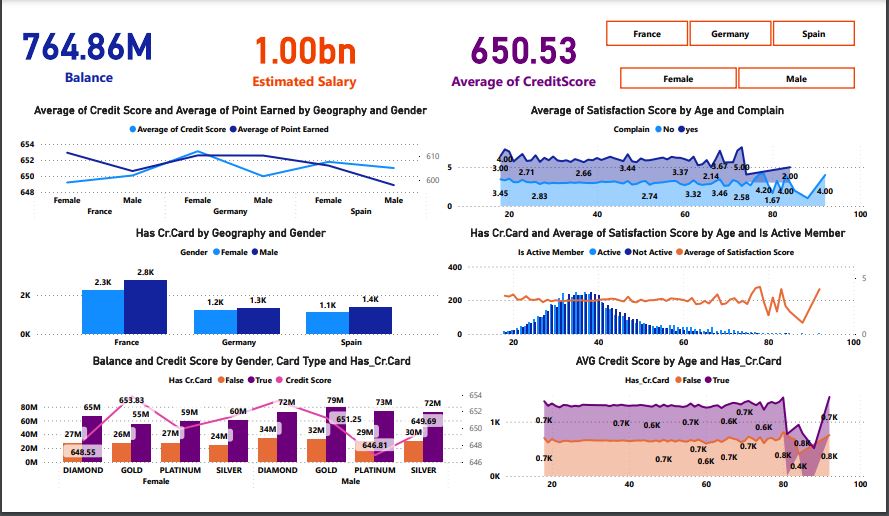 764.86M
Balance
1.00bn
Estimated Salary
650.53
Average of CreditScore
France Germany Spain
Female Male
Average of Credit Score and Average of Point Earned by Geography and Gender
Average of Credit Score Average of Point Earned
654
652
650
648
610
600
Female Male Female Male Female Male
France Germany Spain
Average of Satisfaction Score by Age and Complain
Complain No yes
5
0
4.00
3.00
2.71
2.66
3.44
3.37
2.14
3.67
5.00
2.00
3.45
2.83
2.74
3.32
3.46
2.58
4.20
1.67
4.00
4.00
20 40 60 80 100
Has Cr.Card by Geography and Gender
Gender Female Male
2K
0K
2.3K 2.8K 1.2K 1.3K 1.1K 1.4K
France Germany Spain
Has Cr.Card and Average of Satisfaction Score by Age and Is Active Member
Is Active Member Active Not Active Average of Satisfaction Score
400
200
0
5
0
20 40 60 80 100
Balance and Credit Score by Gender, Card Type and Has_Cr.Card
Has Cr.Card False True Credit Score
80M
60M
40M
20M
0M
654
652
650
648
646
27M 65M 26M 55M 27M 59M 24M 60M 34M 72M 32M 79M 29M 73M 30M 72M
648.55 653.83 651.25 646.81 649.69
DIAMOND GOLD PLATINUM SILVER DIAMOND GOLD PLATINUM SILVER
Female Male
AVG Credit Score by Age and Has_Cr.Card
Has_Cr.Card False True
1K
0K
0.7K 0.6K 0.7K 0.6K 0.7K 0.6K 0.8K 0.7K
0.7K 0.7K 0.7K 0.6K 0.7K 0.8K 0.4K 0.8K
20 40 60 80 100